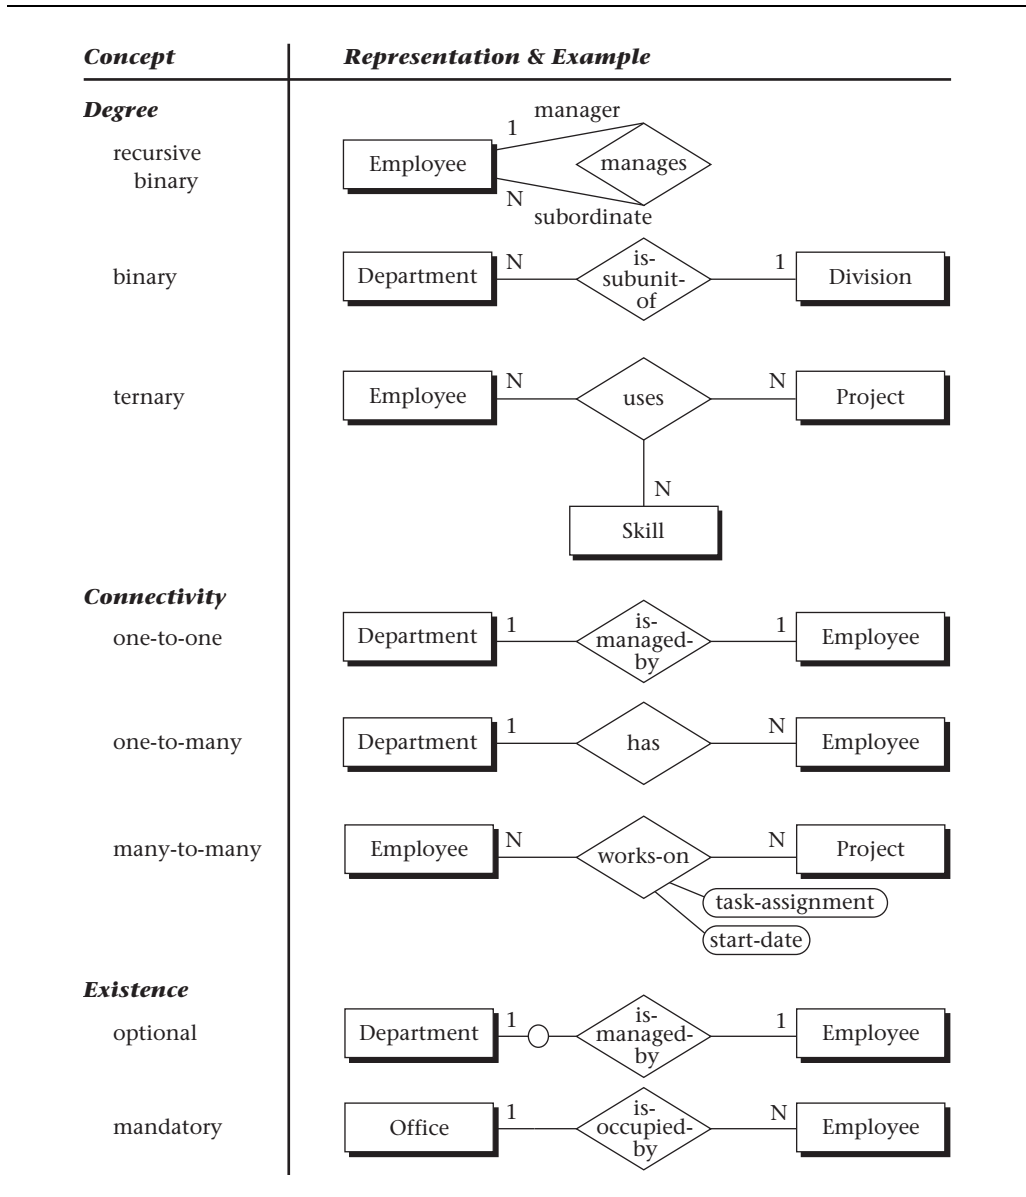 Concept
Representation & Example
Degree
recursive
binary
Employee
1
manager
manages
N
subordinate
binary
Department
N
is-
subunit-
of
1
Division
ternary
Employee
N
uses
N
Project
N
Skill
Connectivity
one-to-one
Department
1
is-
managed-
by
1
Employee
one-to-many
Department
1
has
N
Employee
many-to-many
Employee
N
works-on
N
Project
task-assignment
start-date
Existence
optional
Department
1
is-
managed-
by
1
Employee
mandatory
Office
1
is-
occupied-
by
N
Employee